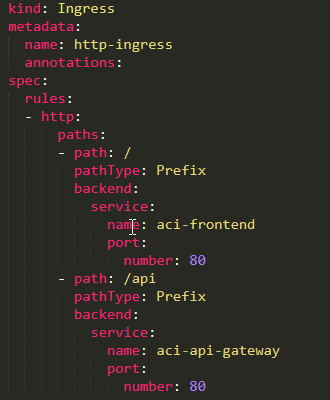 kind: Ingress
metadata:
  name: http-ingress
  annotations:
spec:
  rules:
  - http:
      paths:
      - path: /
        pathType: Prefix
        backend:
          service:
            name: aci-frontend
            port:
              number: 80
      - path: /api
        pathType: Prefix
        backend:
          service:
            name: aci-api-gateway
            port:
              number: 80